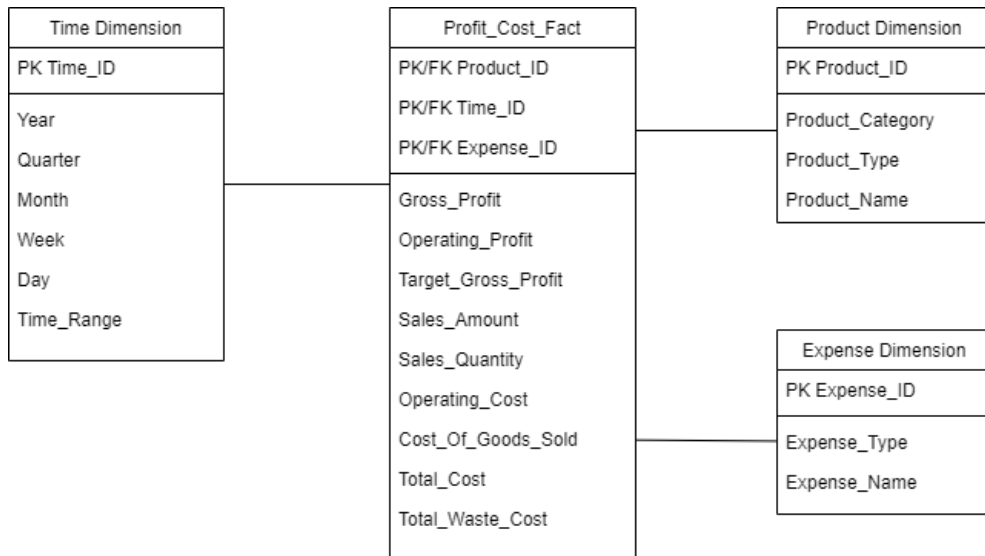 Time Dimension
PK Time_ID
Year
Quarter
Month
Week
Day
Time_Range
Profit_Cost_Fact
PK/FK Product_ID
PK/FK Time_ID
PK/FK Expense_ID
Gross_Profit
Operating_Profit
Target_Gross_Profit
Sales_Amount
Sales_Quantity
Operating_Cost
Cost_Of_Goods_Sold
Total_Cost
Total_Waste_Cost
Product Dimension
PK Product_ID
Product_Category
Product_Type
Product_Name
Expense Dimension
PK Expense_ID
Expense_Type
Expense_Name